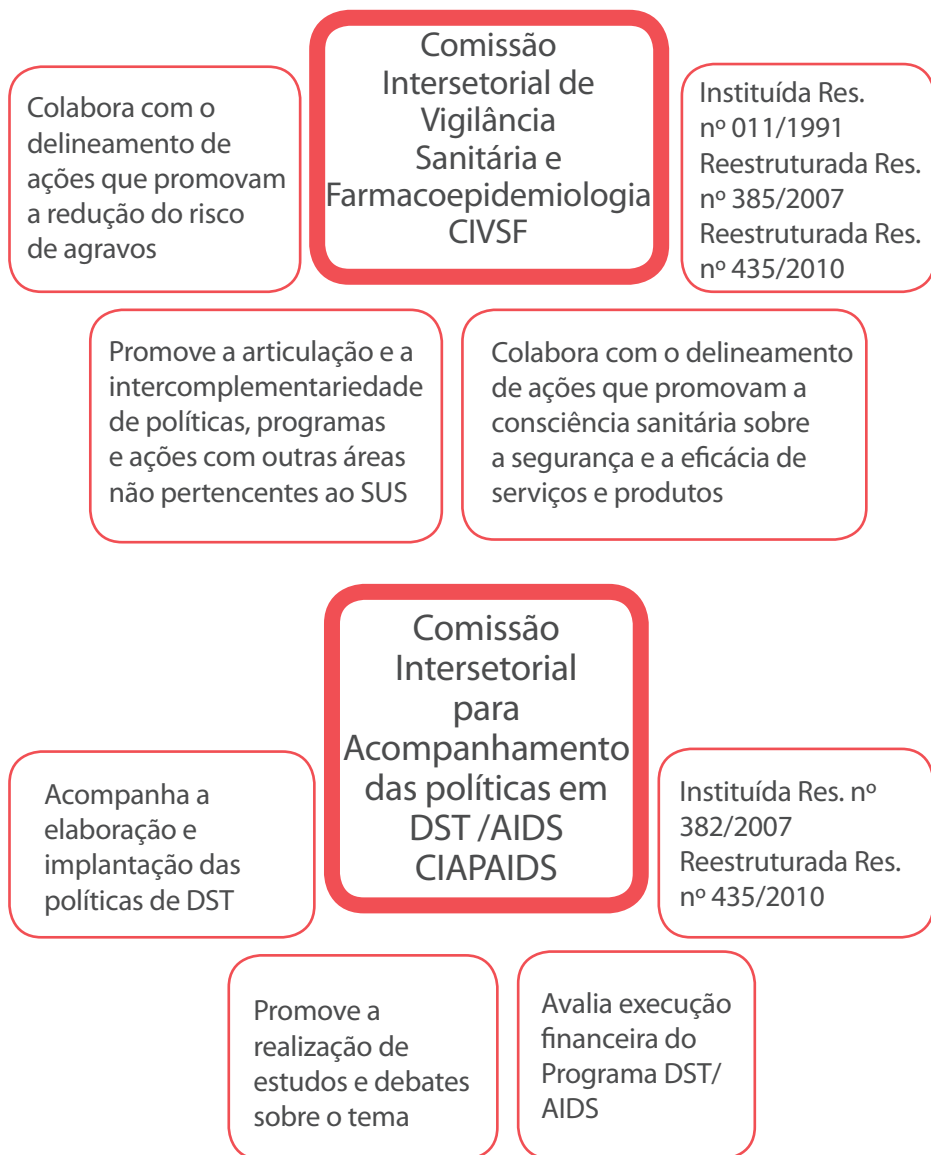 Comissão
Intersetorial de
Vigilância
Sanitária e
Farmacoepidemiologia
CIVSF
Colabora com o
delineamento de
ações que promovam
a redução do risco
de agravos
Instituída Res.
nº 011/1991
Reestruturada Res.
nº 385/2007
Reestruturada Res.
nº 435/2010
Promove a articulação e a
intercomplementariedade
de políticas, programas
e ações com outras áreas
não pertencentes ao SUS
Colabora com o delineamento
de ações que promovam a
consciência sanitária sobre
a segurança e a eficácia de
serviços e produtos
Comissão
Intersetorial
para
Acompanhamento
das políticas em
DST /AIDS
CIAPAIDS
Acompanha a
elaboração e
implantação das
políticas de DST
Instituída Res. nº
382/2007
Reestruturada Res.
nº 435/2010
Promove a
realização de
estudos e debates
sobre o tema
Avalia execução
financeira do
Programa DST/
AIDS